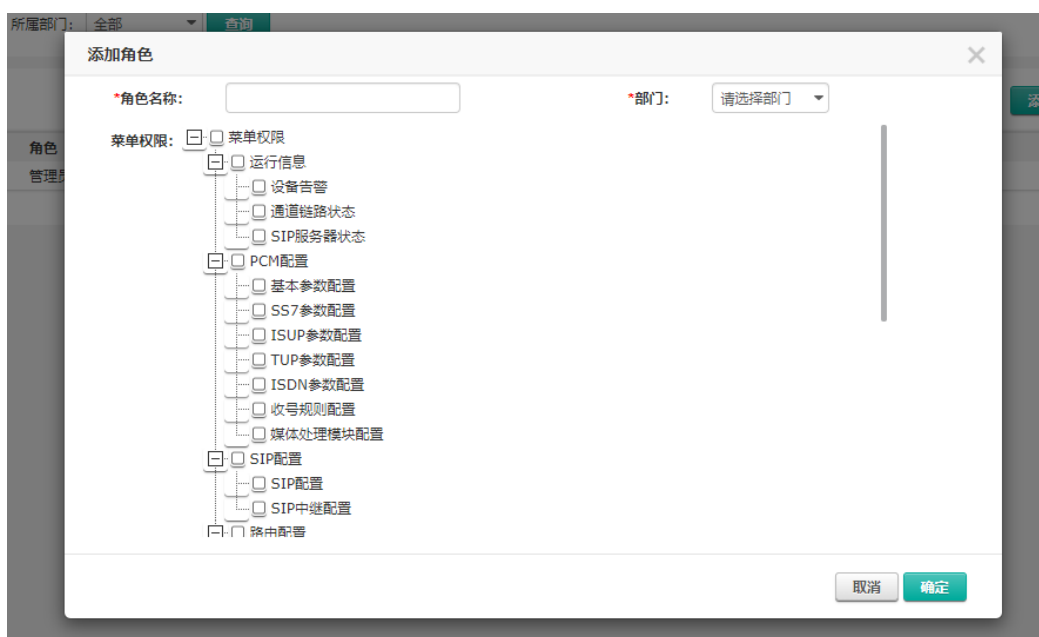 所属部门： 全部 查询
添加角色
*角色名称：
*部门： 请选择部门
添
角色
管理员
菜单权限： 菜单权限
运行信息
设备告警
通道链路状态
SIP服务器状态
PCM配置
基本参数配置
SS7参数配置
ISUP参数配置
TUP参数配置
ISDN参数配置
收号规则配置
媒体处理模块配置
SIP配置
SIP配置
SIP中继配置
路由配置
取消 确定